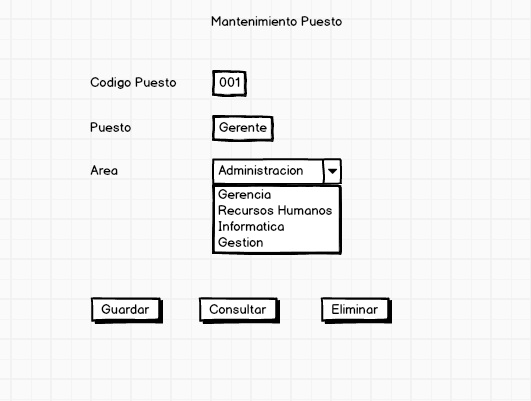 Mantenimiento Puesto
Codigo Puesto 001
Puesto Gerente
Area Administracion
Gerencia
Recursos Humanos
Informatica
Gestion
Guardar Consultar Eliminar